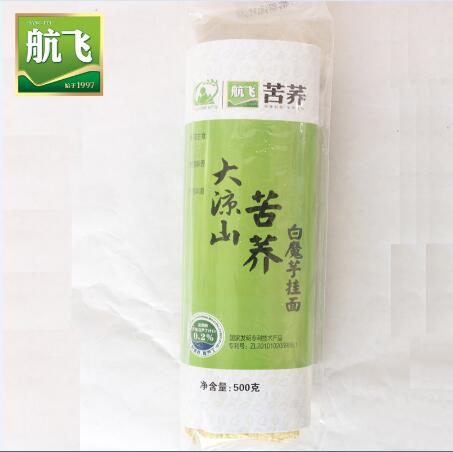 HANG FEI
航飞
始于1997
航飞
苦荞
大凉山
苦荞
白魔芋挂面
0.2%
国家发明专利技术产品
净含量:500克